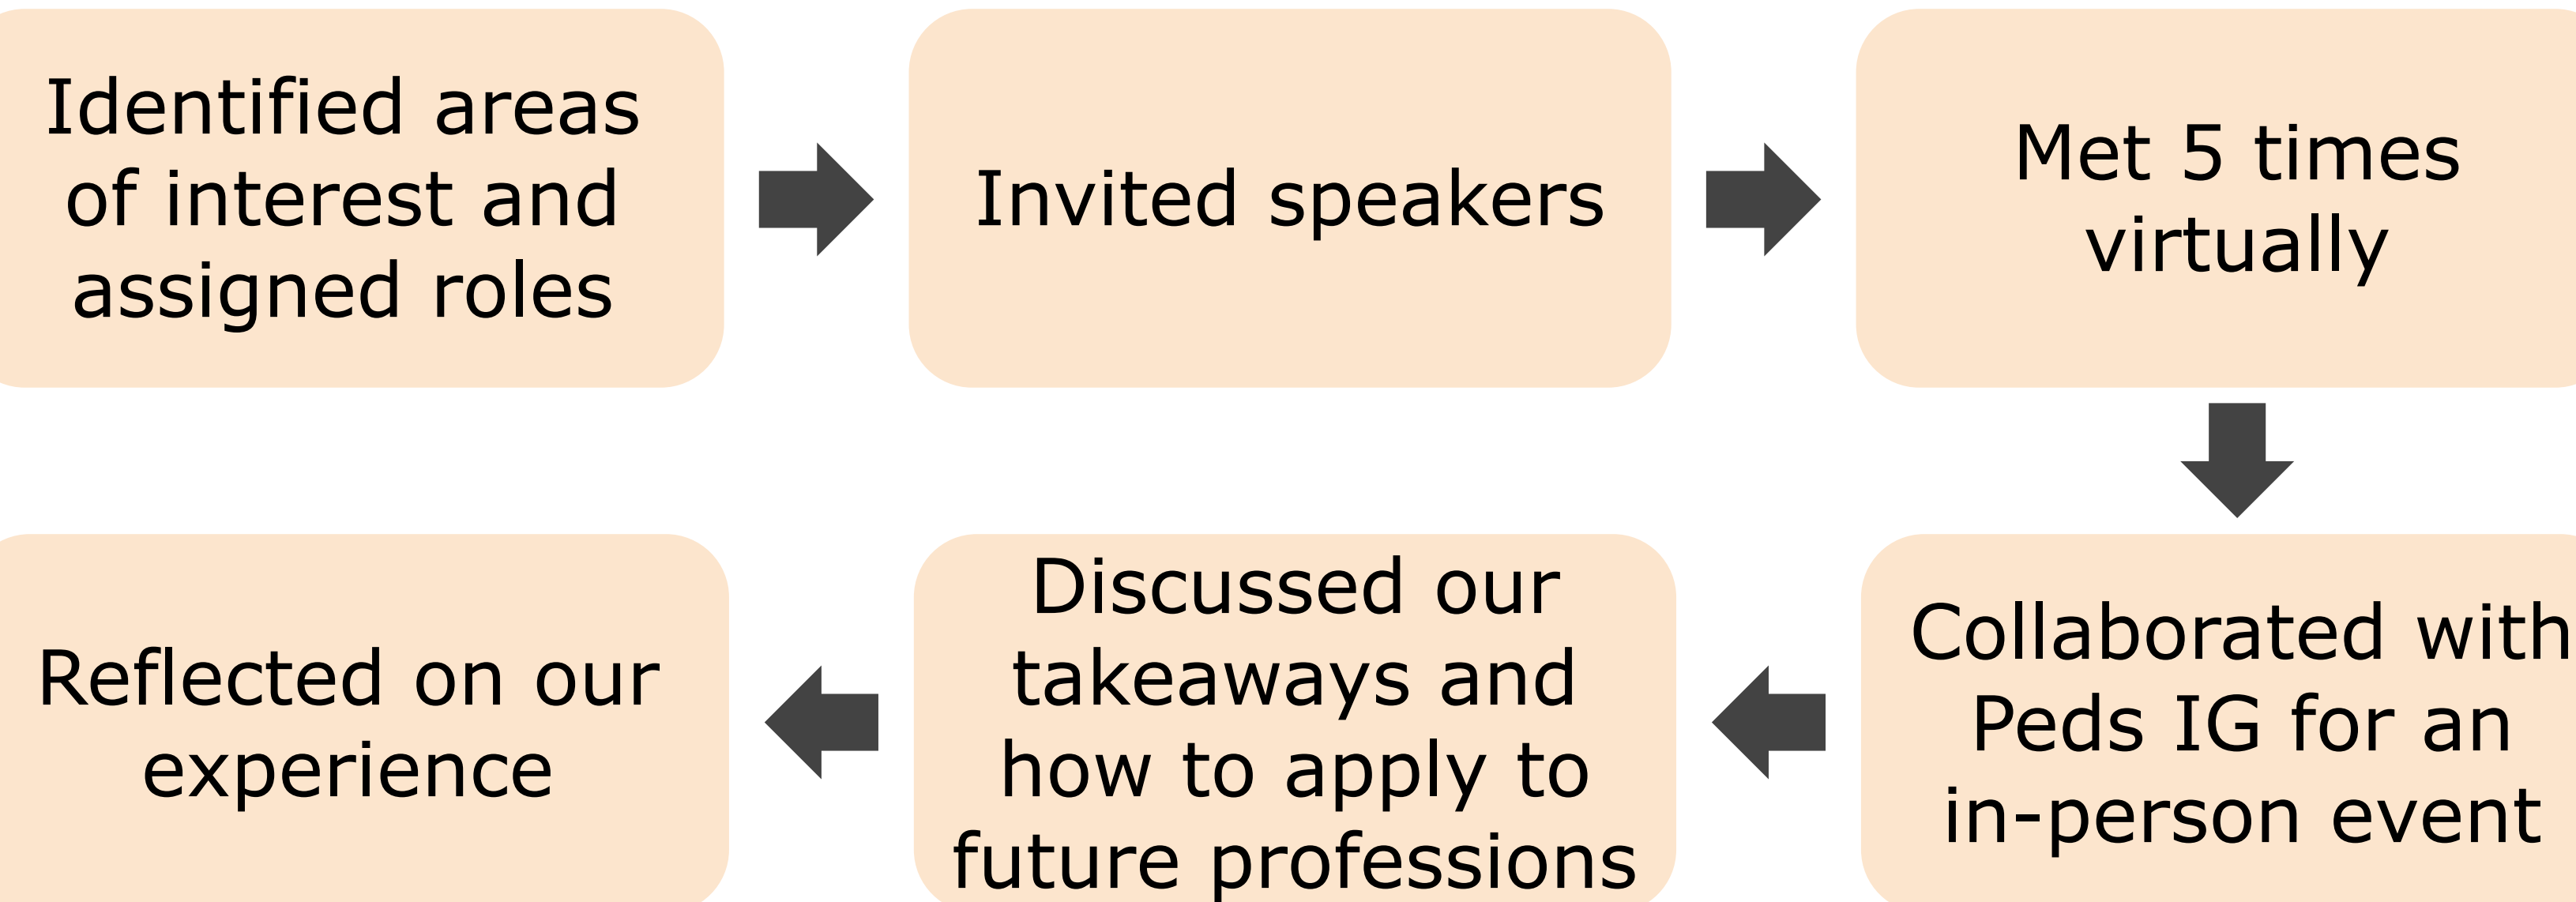 Identified areas
of interest and
assigned roles
Invited speakers
Met 5 times
virtually
Collaborated with
Peds IG for an
in-person event
Discussed our
takeaways and
how to apply to
future professions
Reflected on our
experience